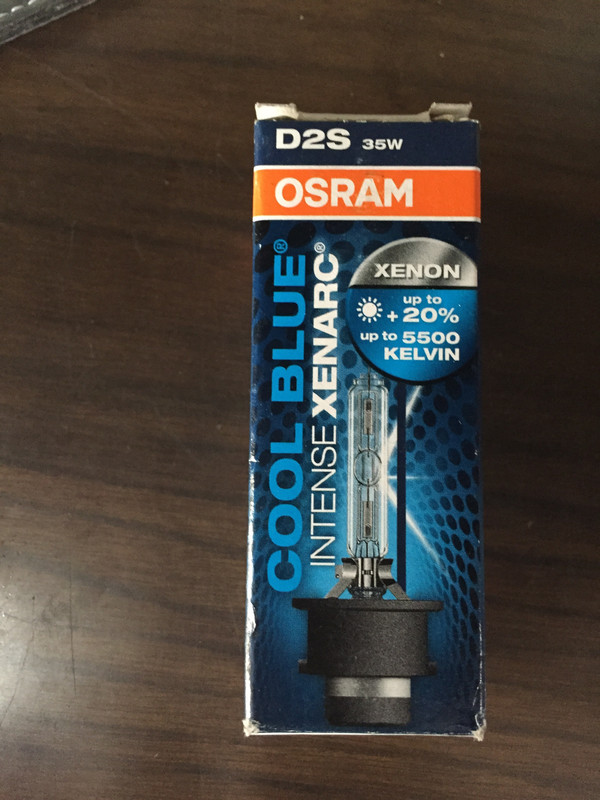 D2S 35W
OSRAM
COOL BLUE®
INTENSE XENARC®
XENON
up to
+ 20%
up to 5500
KELVIN